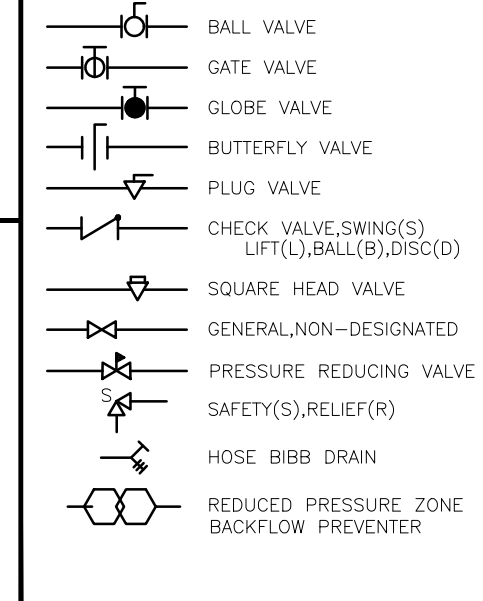 BALL VALVE
GATE VALVE
GLOBE VALVE
BUTTERFLY VALVE
PLUG VALVE
CHECK VALVE,SWING(S)
LIFT(L),BALL(B),DISC(D)
SQUARE HEAD VALVE
GENERAL,NON-DESIGNATED
PRESSURE REDUCING VALVE
S
SAFETY(S),RELIEF(R)
HOSE BIBB DRAIN
REDUCED PRESSURE ZONE
BACKFLOW PREVENTER